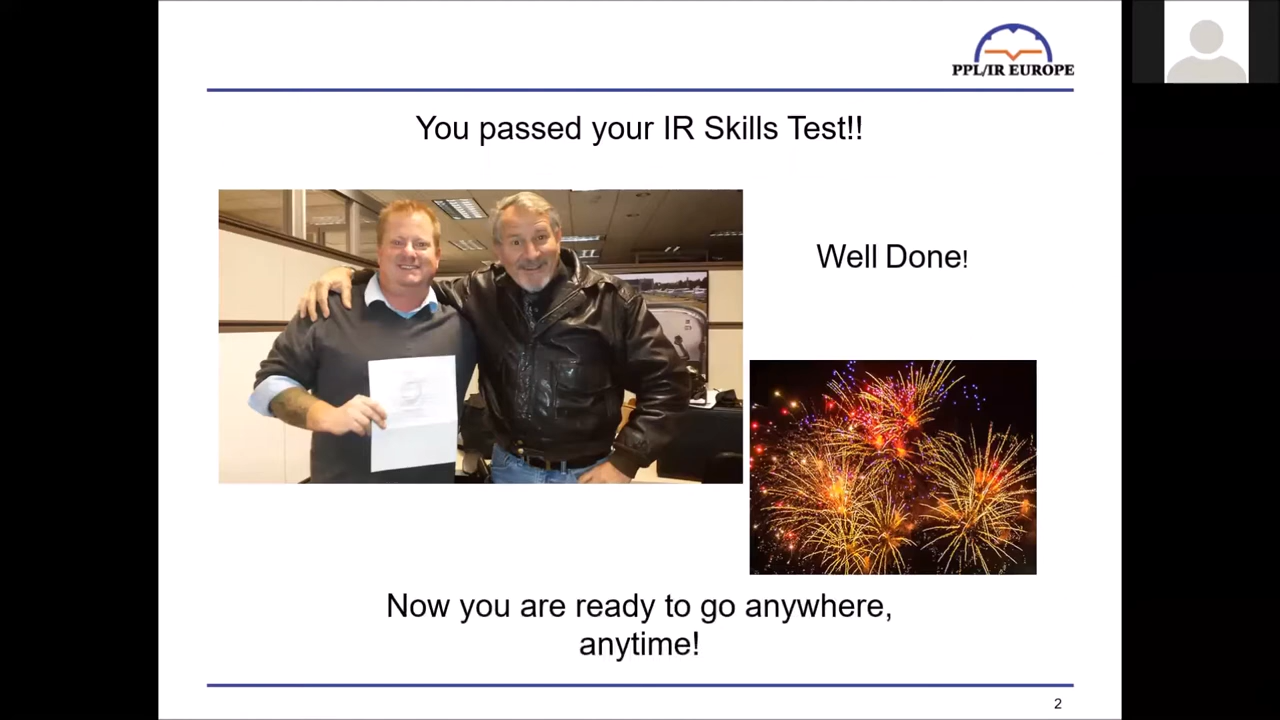 PPL/IR EUROPE
You passed your IR Skills Test!!
Well Done!
Now you are ready to go anywhere,
anytime!
2